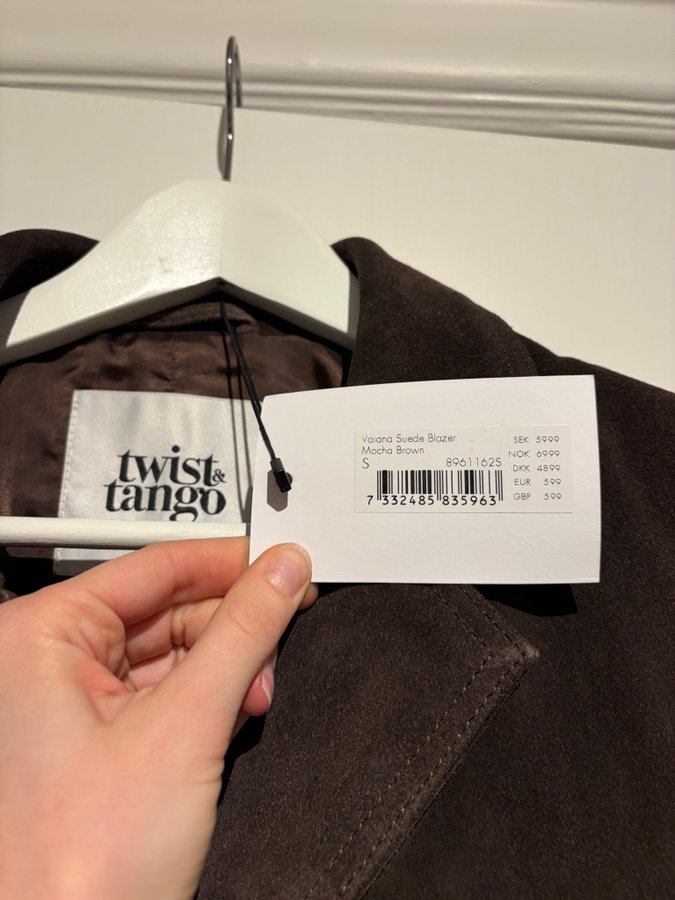 twist &
tango
Vaiana Suede Blazer
Mocha Brown
S 8961162S
7 332485 835963
SEK 5999
NOK 6999
DKK 4899
EUR 599
GBP 599